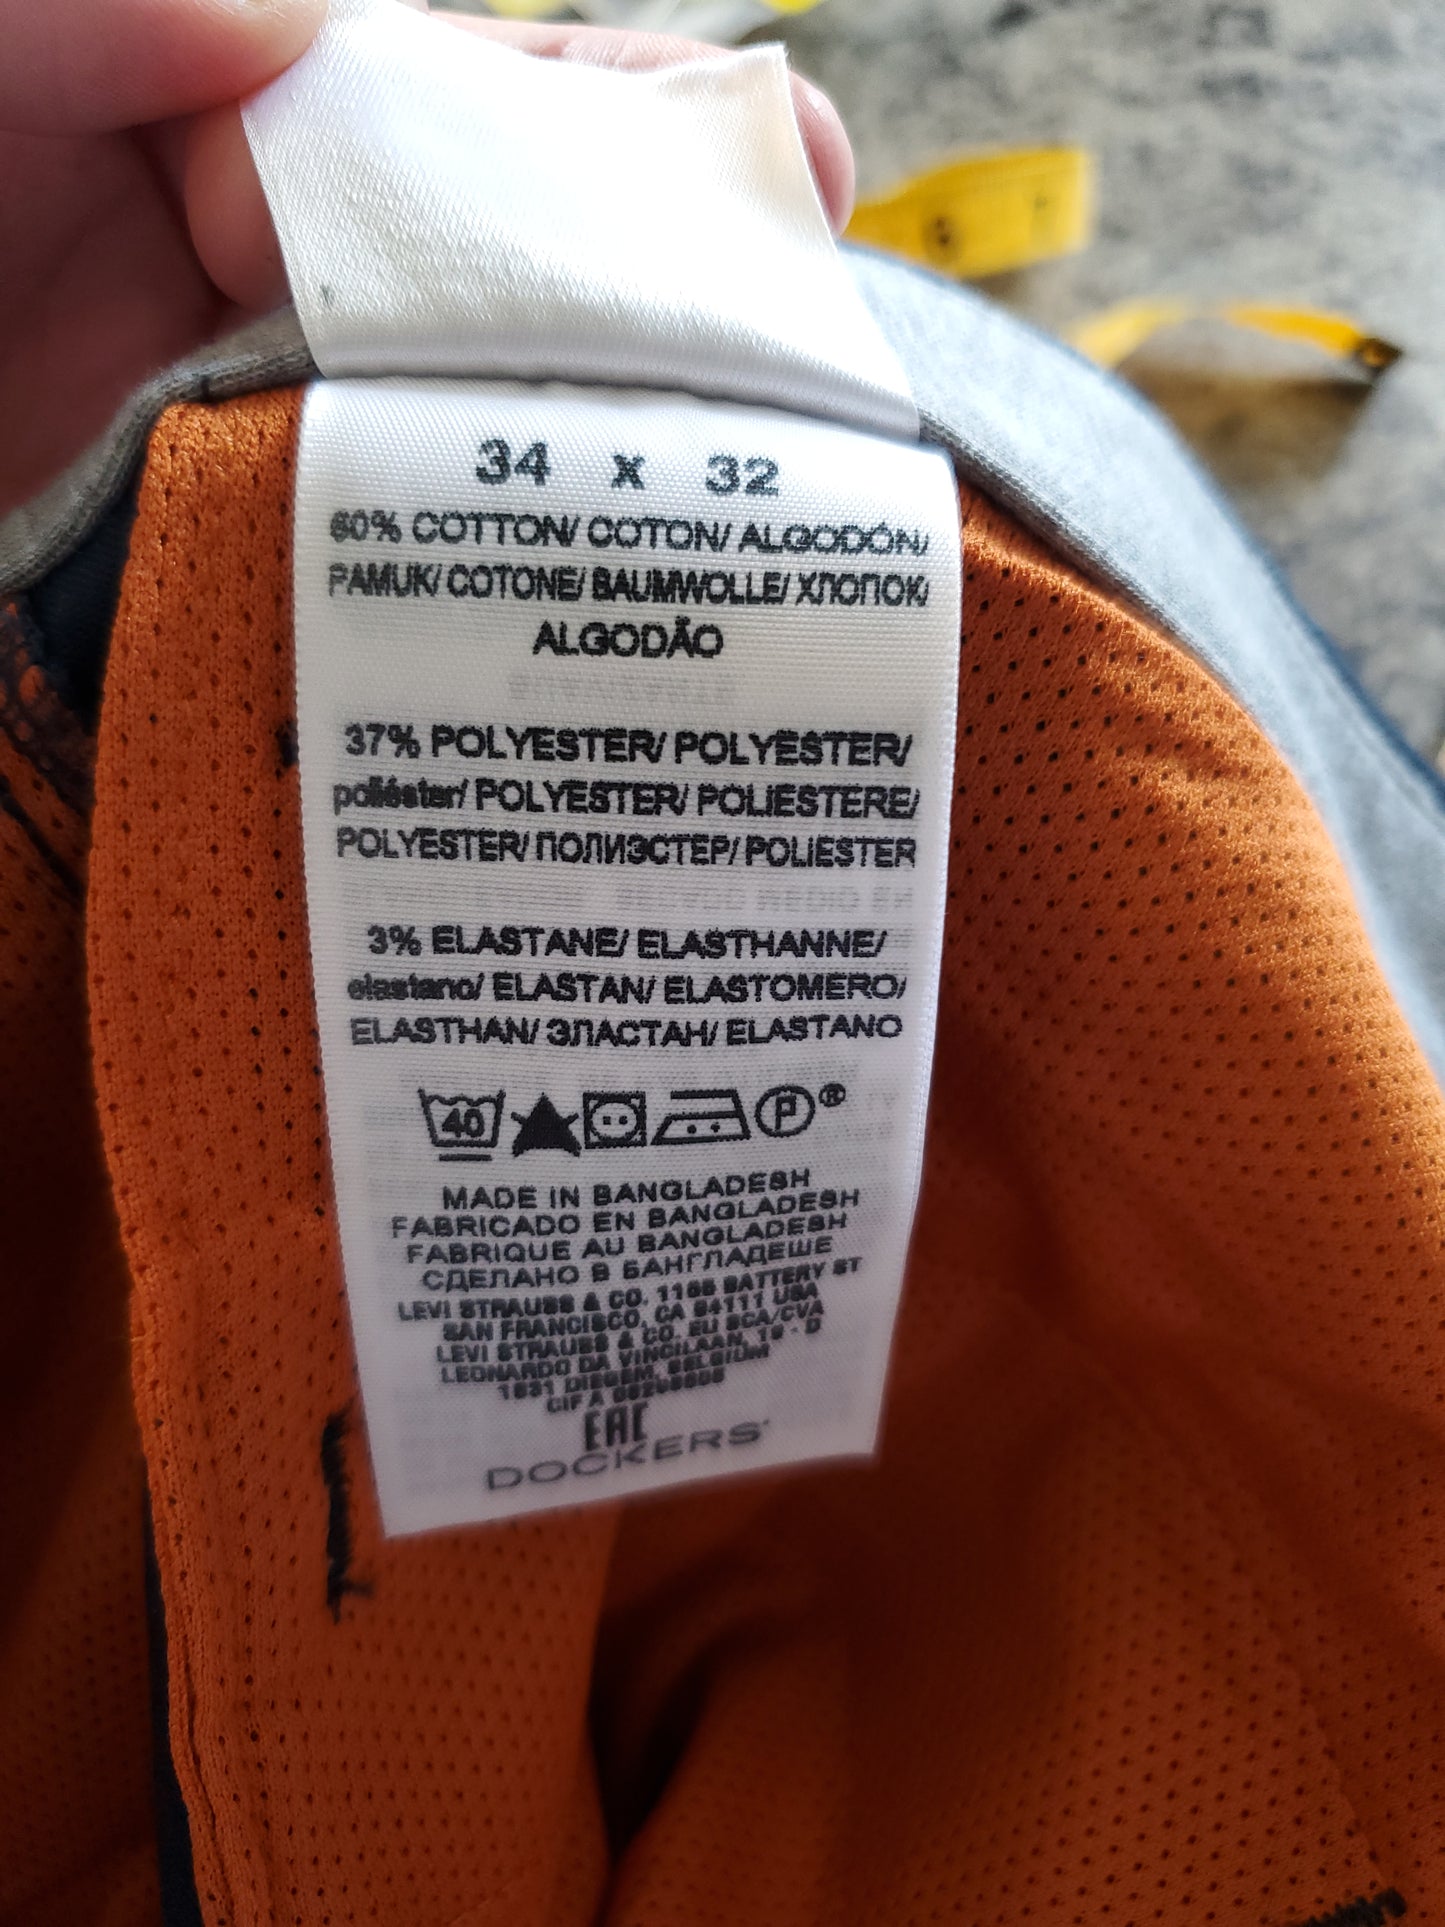 34 x 32
60% COTTON/ COTON/ ALGODÓN/
PAMUK/ COTONE/ BAUMWOLLE/ ХЛОПОК/
ALGODÃO
37% POLYESTER/ POLYESTER/
poliéster/ POLYESTER/ POLIESTERE/
POLYESTER/ ПОЛИЭСТЕР/ POLIESTER
3% ELASTANE/ ELASTHANNE/
elastano/ ELASTAN/ ELASTOMERO/
ELASTHAN/ ЭЛАСТАН/ ELASTANO
40 P ®
MADE IN BANGLADESH
FABRICADO EN BANGLADESH
FABRIQUE AU BANGLADESH
СДЕЛАНО В БАНГЛАДЕШЕ
LEVI STRAUSS & CO. 1155 BATTERY ST
SAN FRANCISCO, CA 94111 USA
LEVI STRAUSS & CO. EU BCA/CVA
LEONARDO DA VINCILAAN, 19 - D
1831 DIEGEM, BELGIUM
CIF A
EAC
DOCKERS